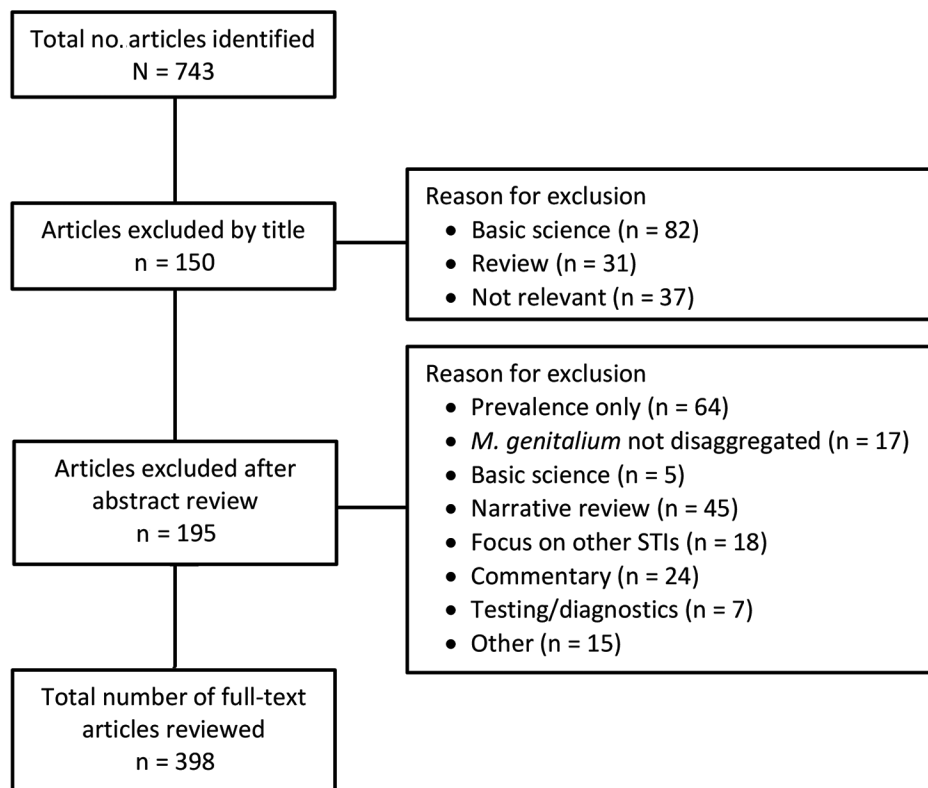 Total no. articles identified
N = 743
Articles excluded by title
n = 150
Reason for exclusion
• Basic science (n = 82)
• Review (n = 31)
• Not relevant (n = 37)
Articles excluded after
abstract review
n = 195
Reason for exclusion
• Prevalence only (n = 64)
• M. genitalium not disaggregated (n = 17)
• Basic science (n = 5)
• Narrative review (n = 45)
• Focus on other STIs (n = 18)
• Commentary (n = 24)
• Testing/diagnostics (n = 7)
• Other (n = 15)
Total number of full-text
articles reviewed
n = 398